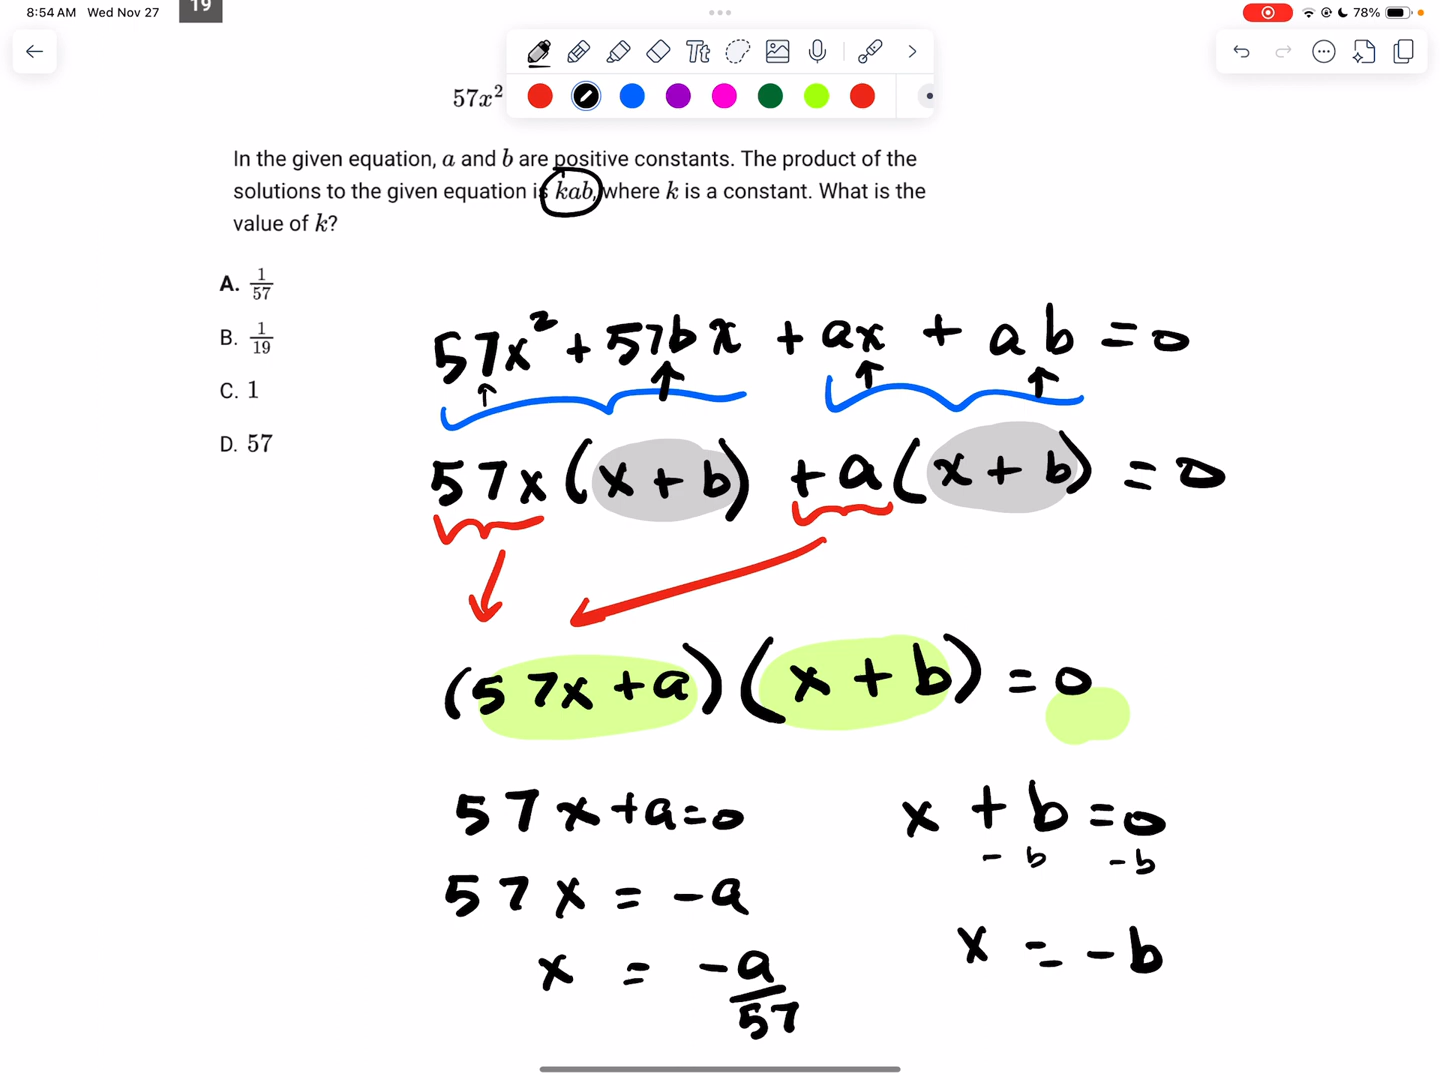 8:54 AM Wed Nov 27
19
78%
Tt
57x²
In the given equation, a and b are positive constants. The product of the
solutions to the given equation is kab, where k is a constant. What is the
value of k?
A. 1/57
B. 1/19
C. 1
D. 57
57x² + 57bx + ax + ab = 0
57x(x + b) + a(x + b) = 0
(57x + a)(x + b) = 0
57x + a = 0
x + b = 0
- b - b
57x = -a
x = -b
x = -a/57